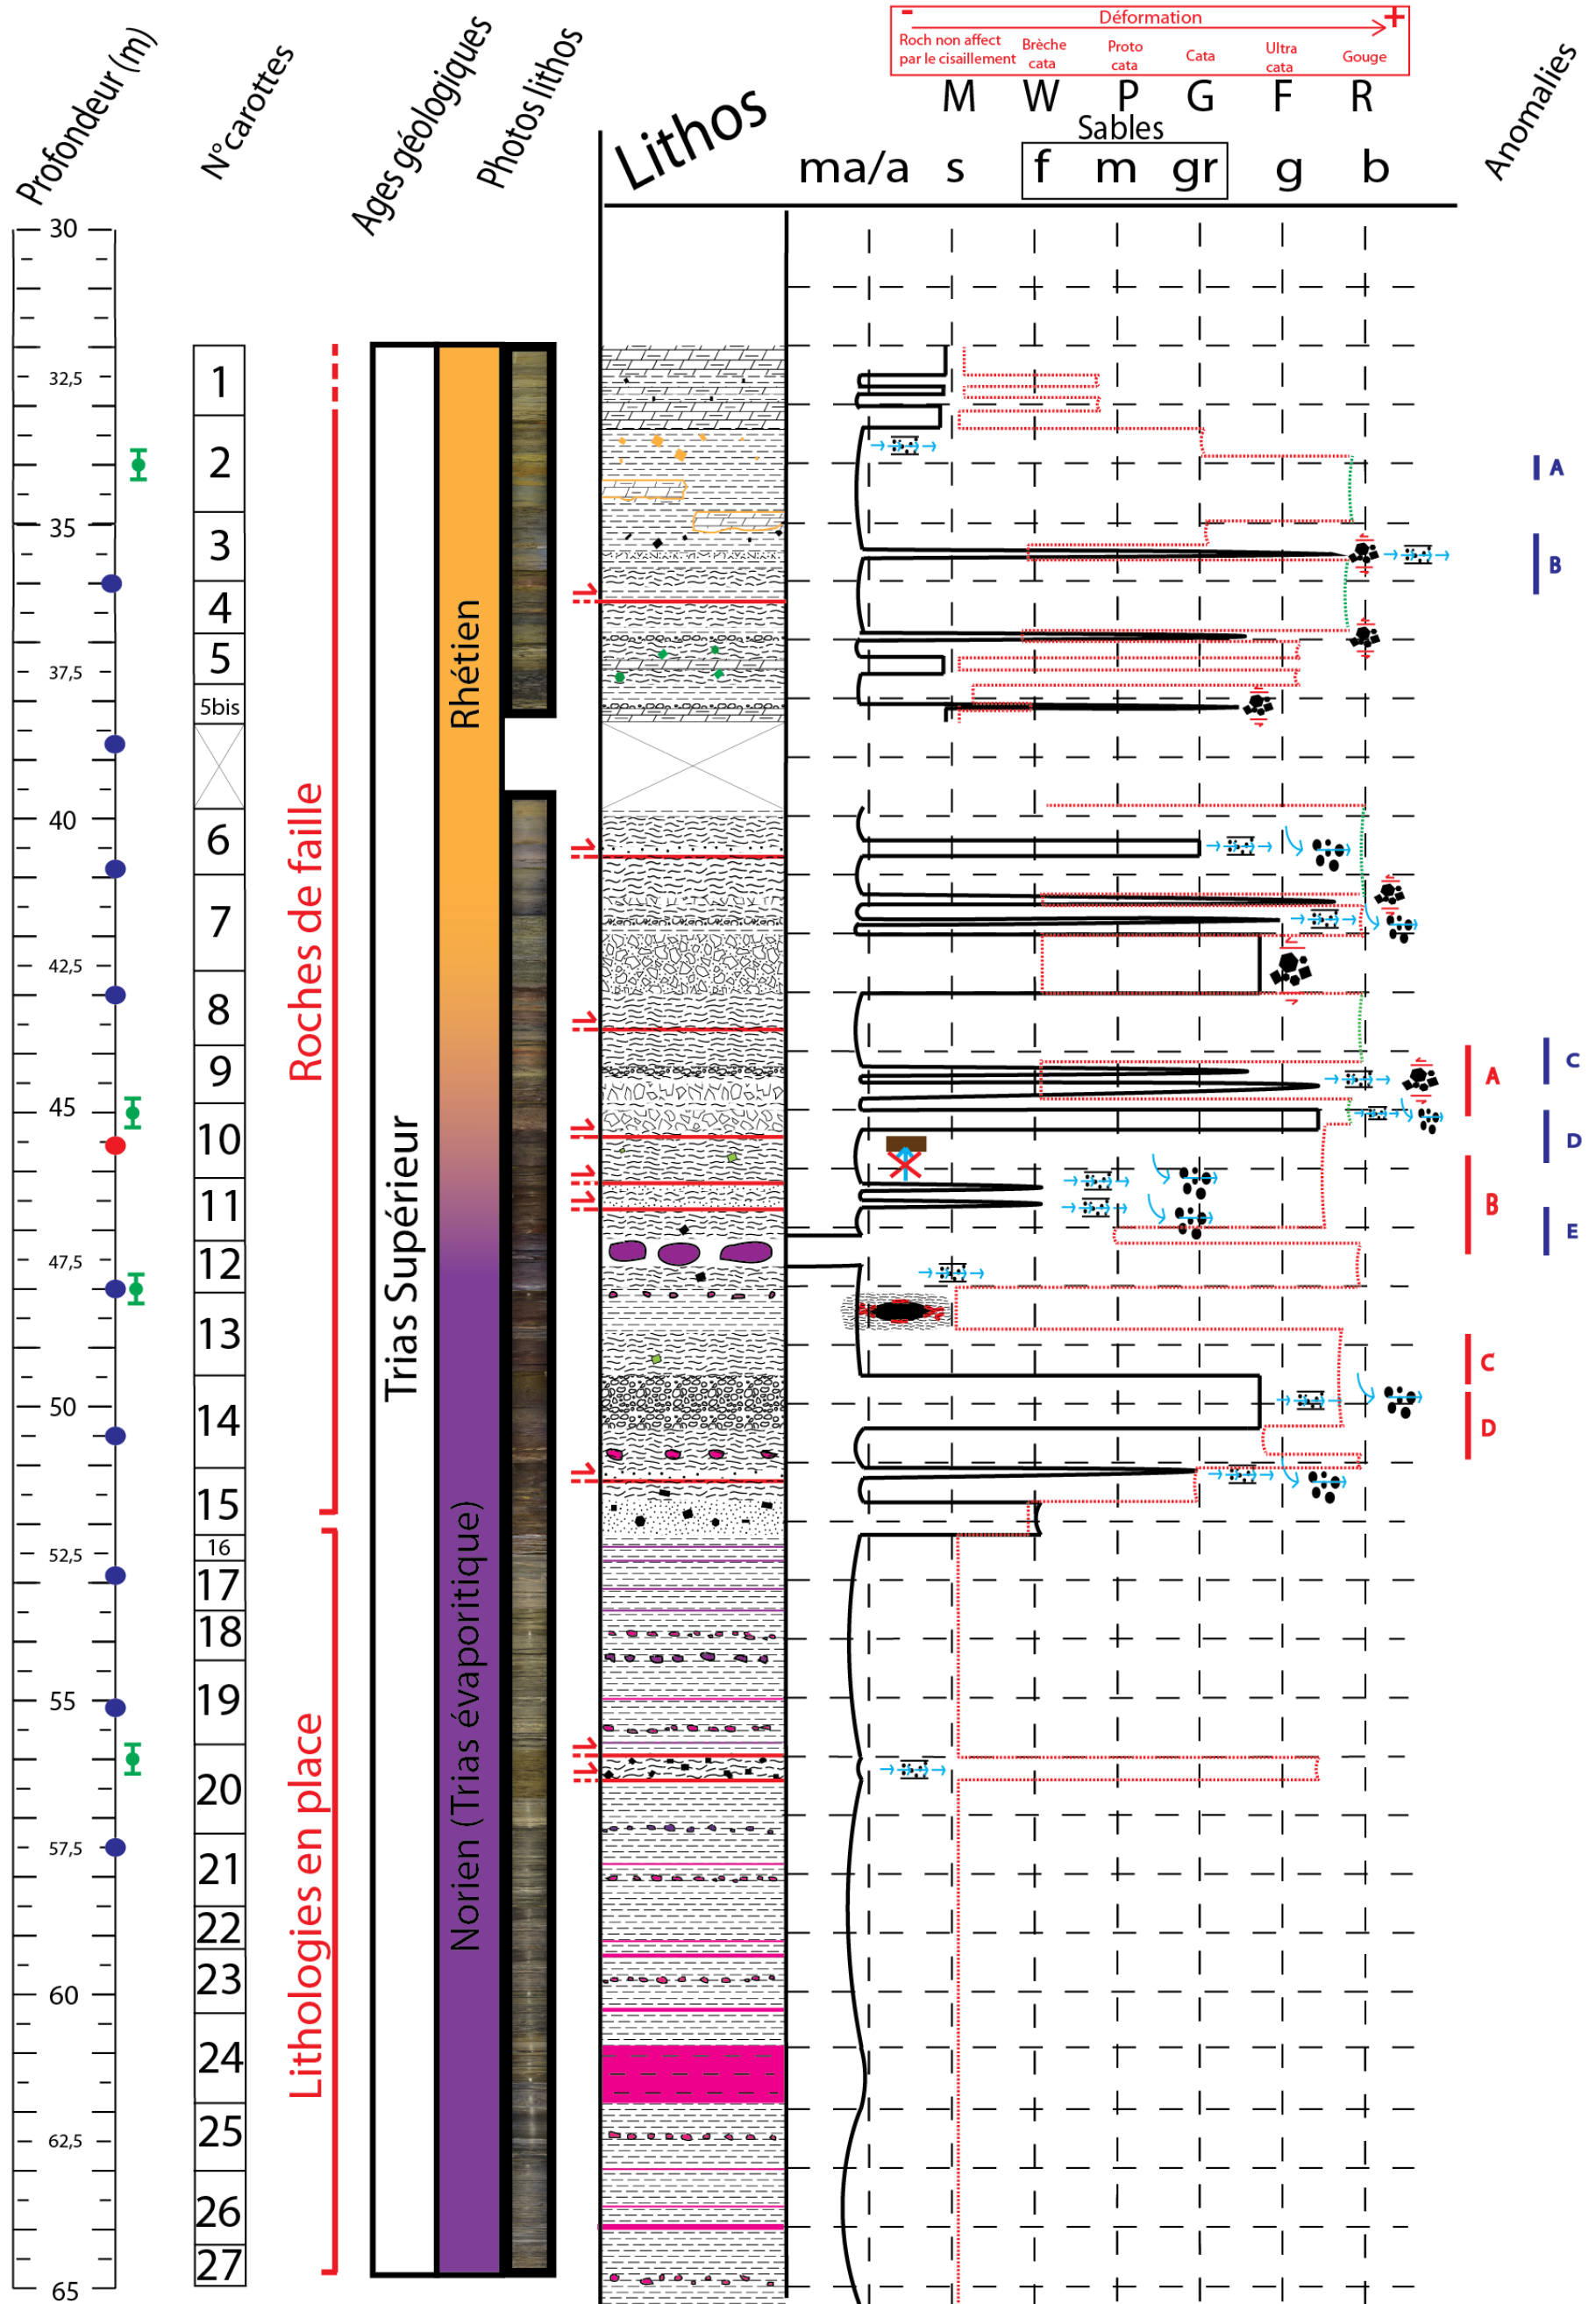 - Déformation +
Roch non affect
par le cisaillement
Brèche
cata
Proto
cata
Cata
Ultra
cata
Gouge
M W P G F R
Sables
ma/a s f m gr g b
Profondeur (m)
N°carottes
Ages géologiques
Photos lithos
Lithos
Anomalies
30
32,5
35
37,5
40
42,5
45
47,5
50
52,5
55
57,5
60
62,5
65
1
2
3
4
5
5bis
6
7
8
9
10
11
12
13
14
15
16
17
18
19
20
21
22
23
24
25
26
27
Roches de faille
Lithologies en place
Trias Supérieur
Rhétien
Norien (Trias évaporitique)
A
B
C
D
E
A
B
C
D